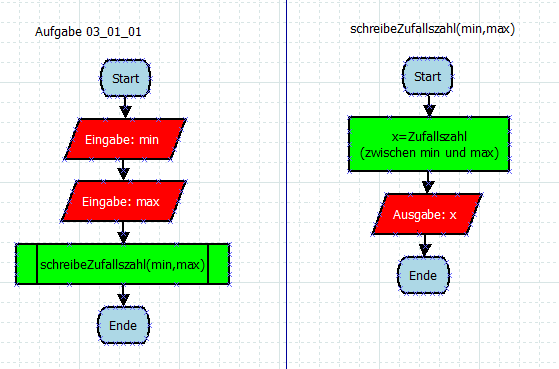 Aufgabe 03_01_01
Start
Eingabe: min
Eingabe: max
schreibeZufallszahl(min,max)
Ende
schreibeZufallszahl(min,max)
Start
x=Zufallszahl
(zwischen min und max)
Ausgabe: x
Ende